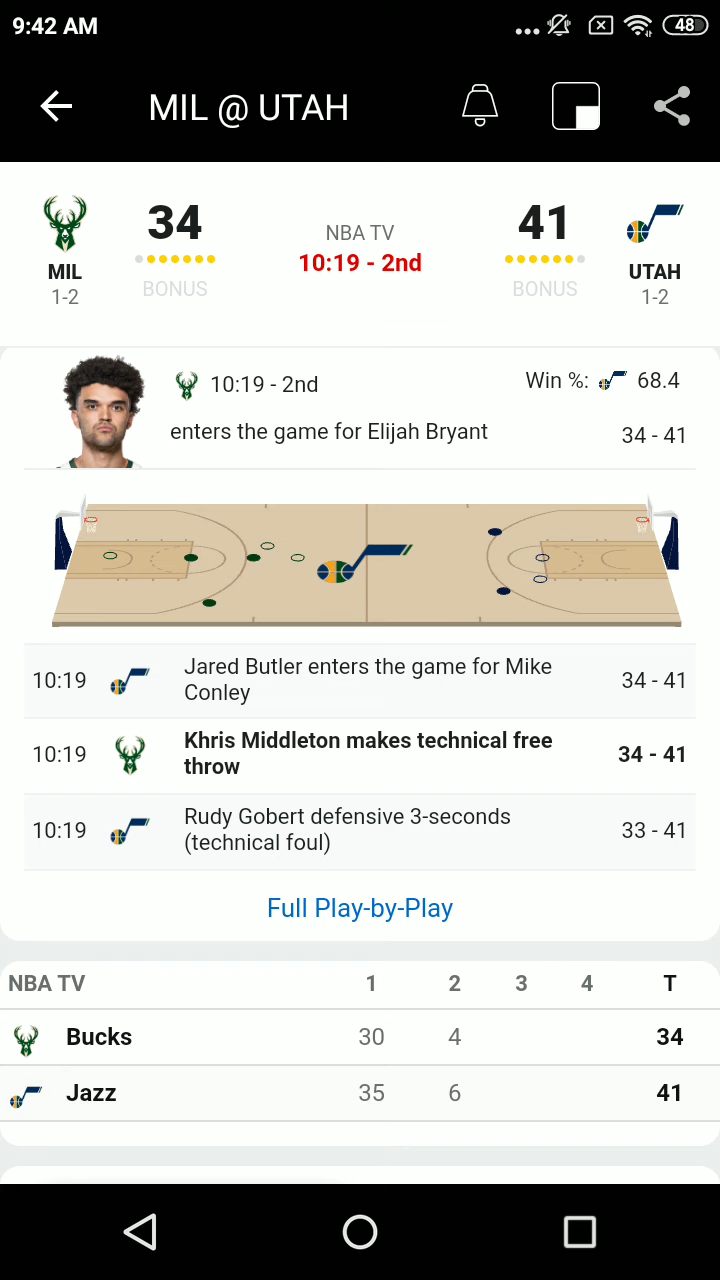 9:42 AM
48
MIL @ UTAH
34
NBA TV
41
MIL
10:19 - 2nd
UTAH
1-2
BONUS
BONUS
1-2
10:19 - 2nd
Win %: 68.4
enters the game for Elijah Bryant
34 - 41
10:19
Jared Butler enters the game for Mike
Conley
34 - 41
10:19
Khris Middleton makes technical free
throw
34 - 41
10:19
Rudy Gobert defensive 3-seconds
(technical foul)
33 - 41
Full Play-by-Play
NBA TV 1 2 3 4 T
Bucks 30 4 34
Jazz 35 6 41